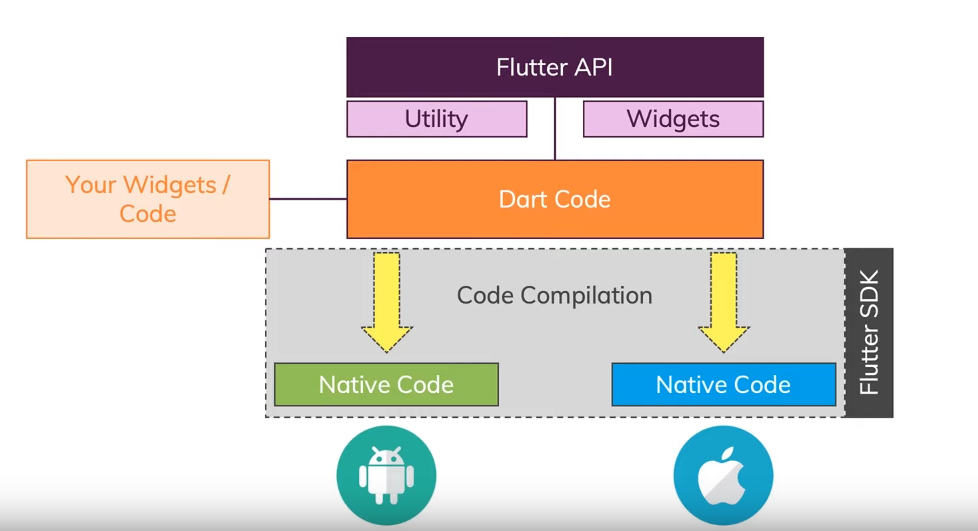 Flutter API
Utility
Widgets
Your Widgets /
Code
Dart Code
Code Compilation
Flutter SDK
Native Code
Native Code